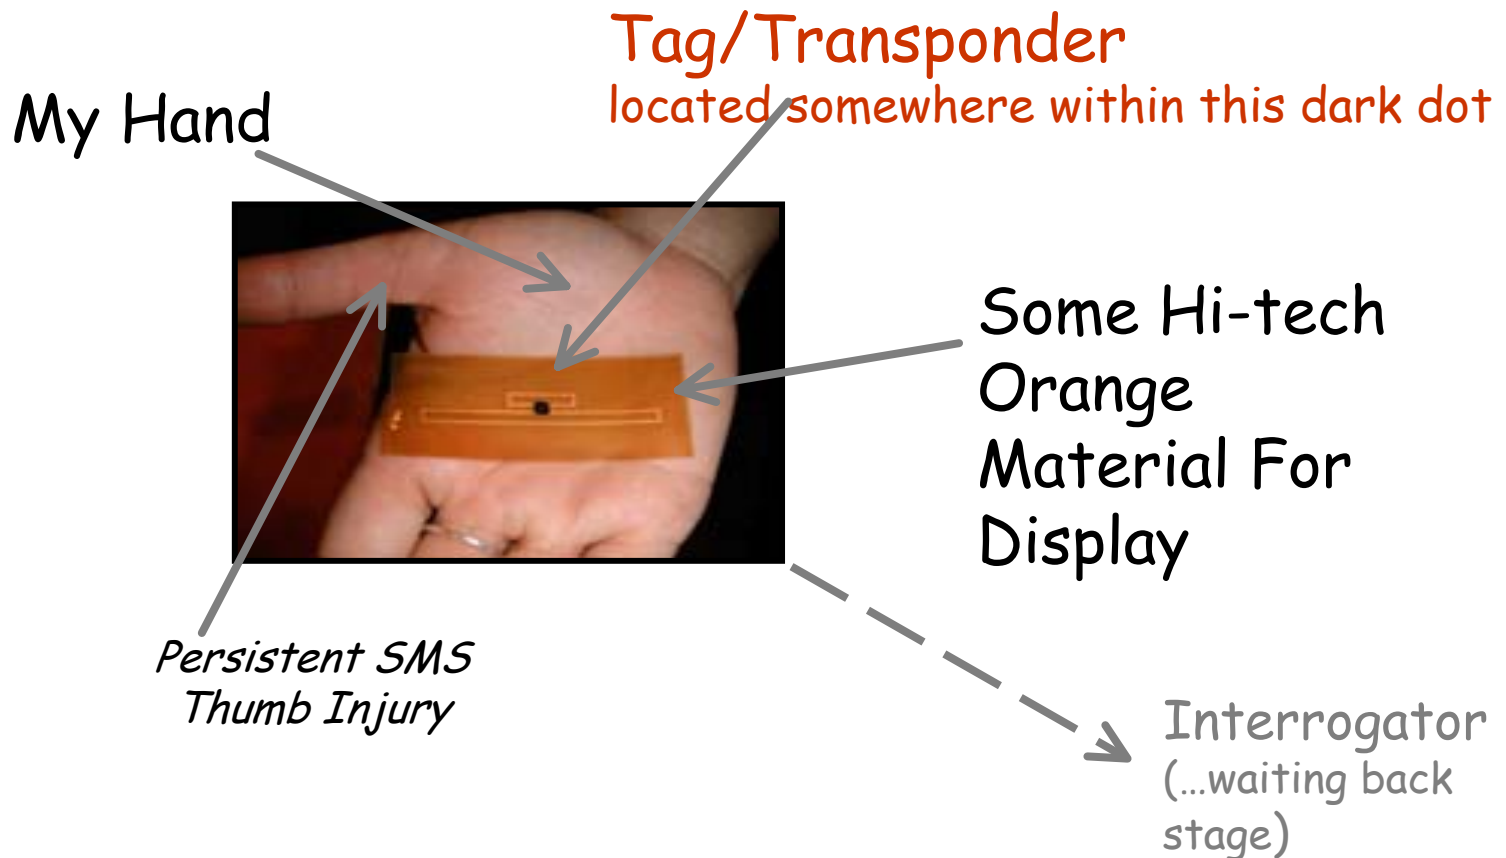 Tag/Transponder
located somewhere within this dark dot
My Hand
Some Hi-tech
Orange
Material For
Display
Persistent SMS
Thumb Injury
Interrogator
(...waiting back
stage)